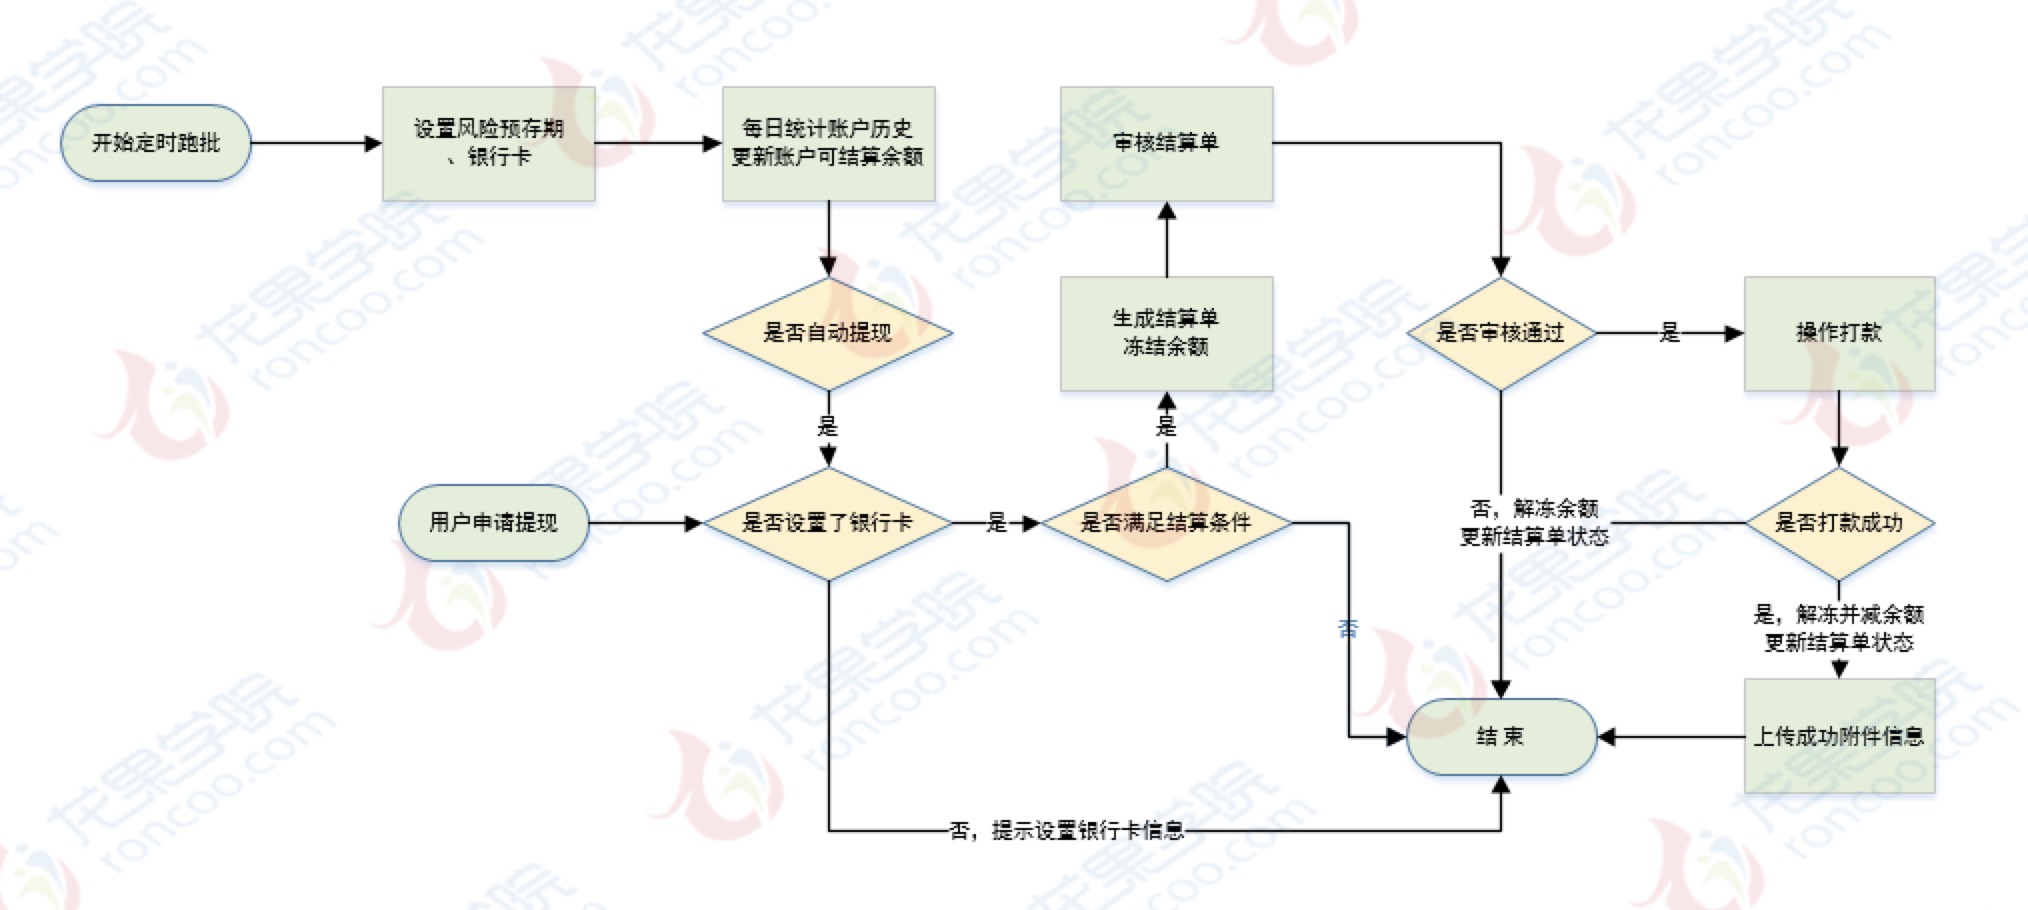 开始定时跑批
设置风险预存期
、银行卡
每日统计账户历史
更新账户可结算余额
审核结算单
是否自动提现
生成结算单
冻结余额
是否审核通过
是
操作打款
是
是
用户申请提现
是否设置了银行卡
是
是否满足结算条件
否，解冻余额
更新结算单状态
是否打款成功
是，解冻并减余额
更新结算单状态
否
结 束
上传成功附件信息
否，提示设置银行卡信息
龙果学院
roncoo.com